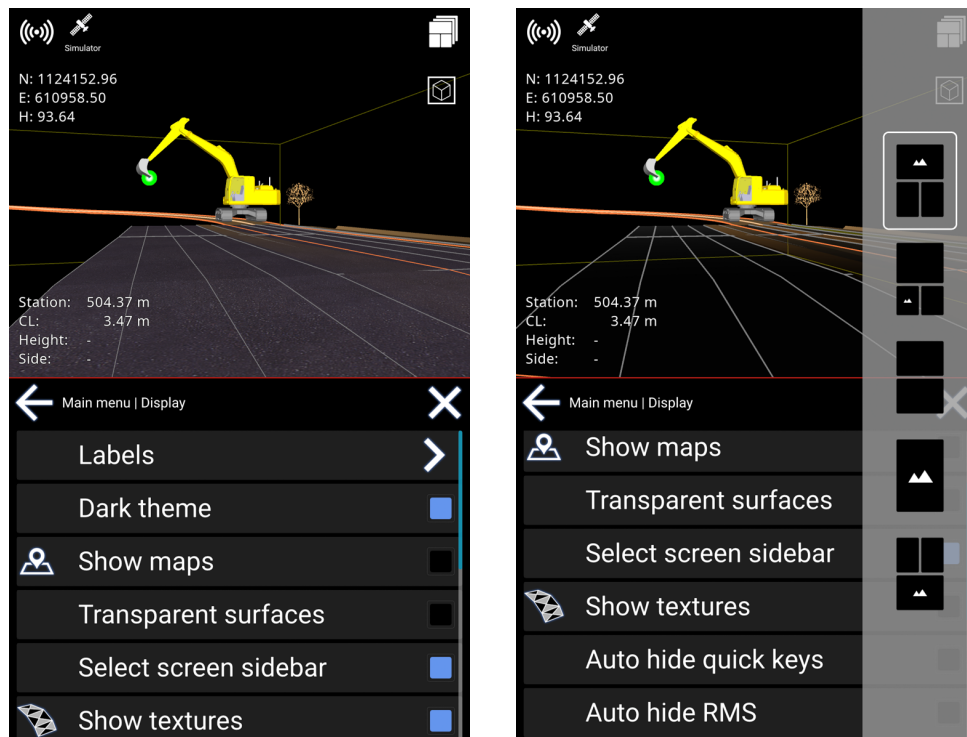 Simulator
N: 1124152.96
E: 610958.50
H: 93.64
Station: 504.37 m
CL: 3.47 m
Height: -
Side: -
Main menu | Display
Labels
Dark theme
Show maps
Transparent surfaces
Select screen sidebar
Show textures
Simulator
N: 1124152.96
E: 610958.50
H: 93.64
Station: 504.37 m
CL: 3.47 m
Height: -
Side: -
Main menu | Display
Show maps
Transparent surfaces
Select screen sidebar
Show textures
Auto hide quick keys
Auto hide RMS